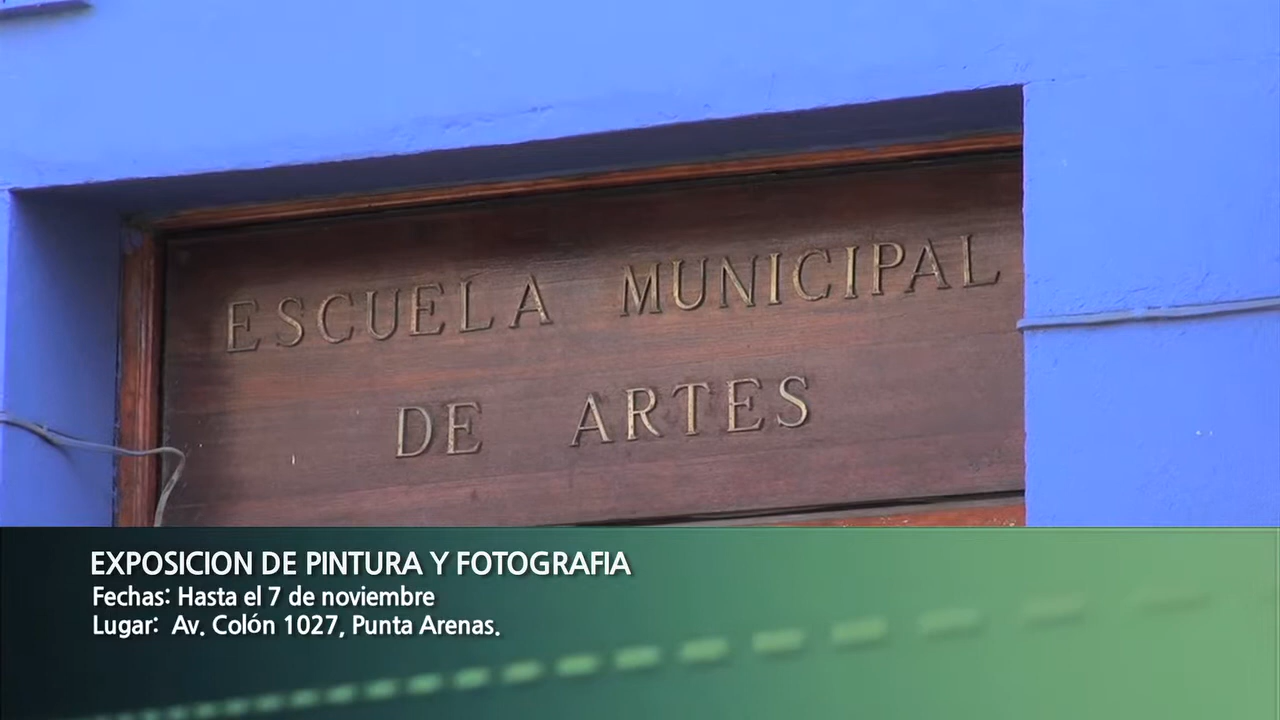 ESCUELA MUNICIPAL
DE ARTES
EXPOSICION DE PINTURA Y FOTOGRAFIA
Fechas: Hasta el 7 de noviembre
Lugar: Av. Colón 1027, Punta Arenas.